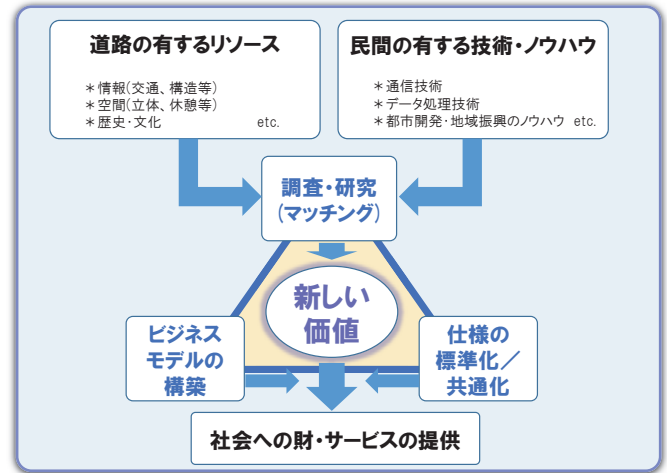 道路の有するリソース
＊情報(交通、構造等)
＊空間(立体、休憩等)
＊歴史・文化 etc.
民間の有する技術・ノウハウ
＊通信技術
＊データ処理技術
＊都市開発・地域振興のノウハウ etc.
調査・研究
(マッチング)
新しい
価値
ビジネス
モデルの
構築
仕様の
標準化／
共通化
社会への財・サービスの提供